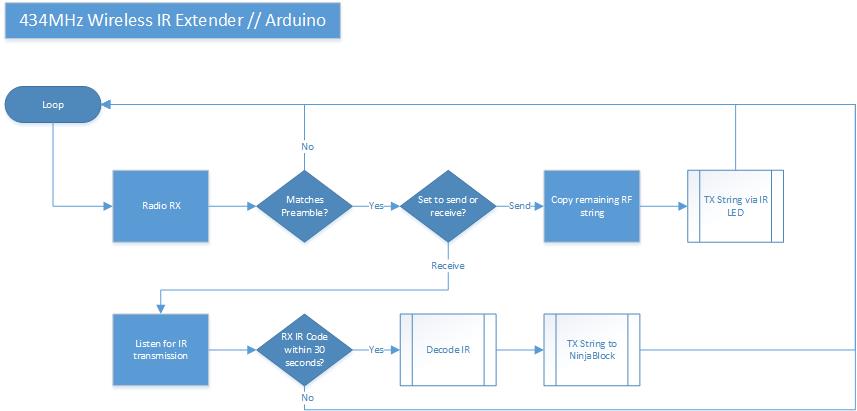 434MHz Wireless IR Extender // Arduino
Loop
No
Radio RX
Matches
Preamble?
Yes
Set to send or
receive?
Send
Copy remaining RF
string
TX String via IR
LED
Receive
Listen for IR
transmission
RX IR Code
within 30
seconds?
Yes
Decode IR
TX String to
NinjaBlock
No